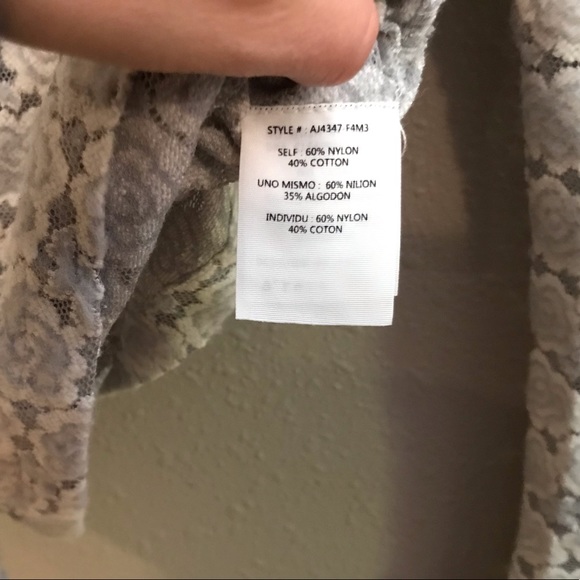 STYLE # : AJ4347 F4M3
SELF : 60% NYLON
40% COTTON
UNO MISMO : 60% NILION
35% ALGODON
INDIVIDU : 60% NYLON
40% COTON